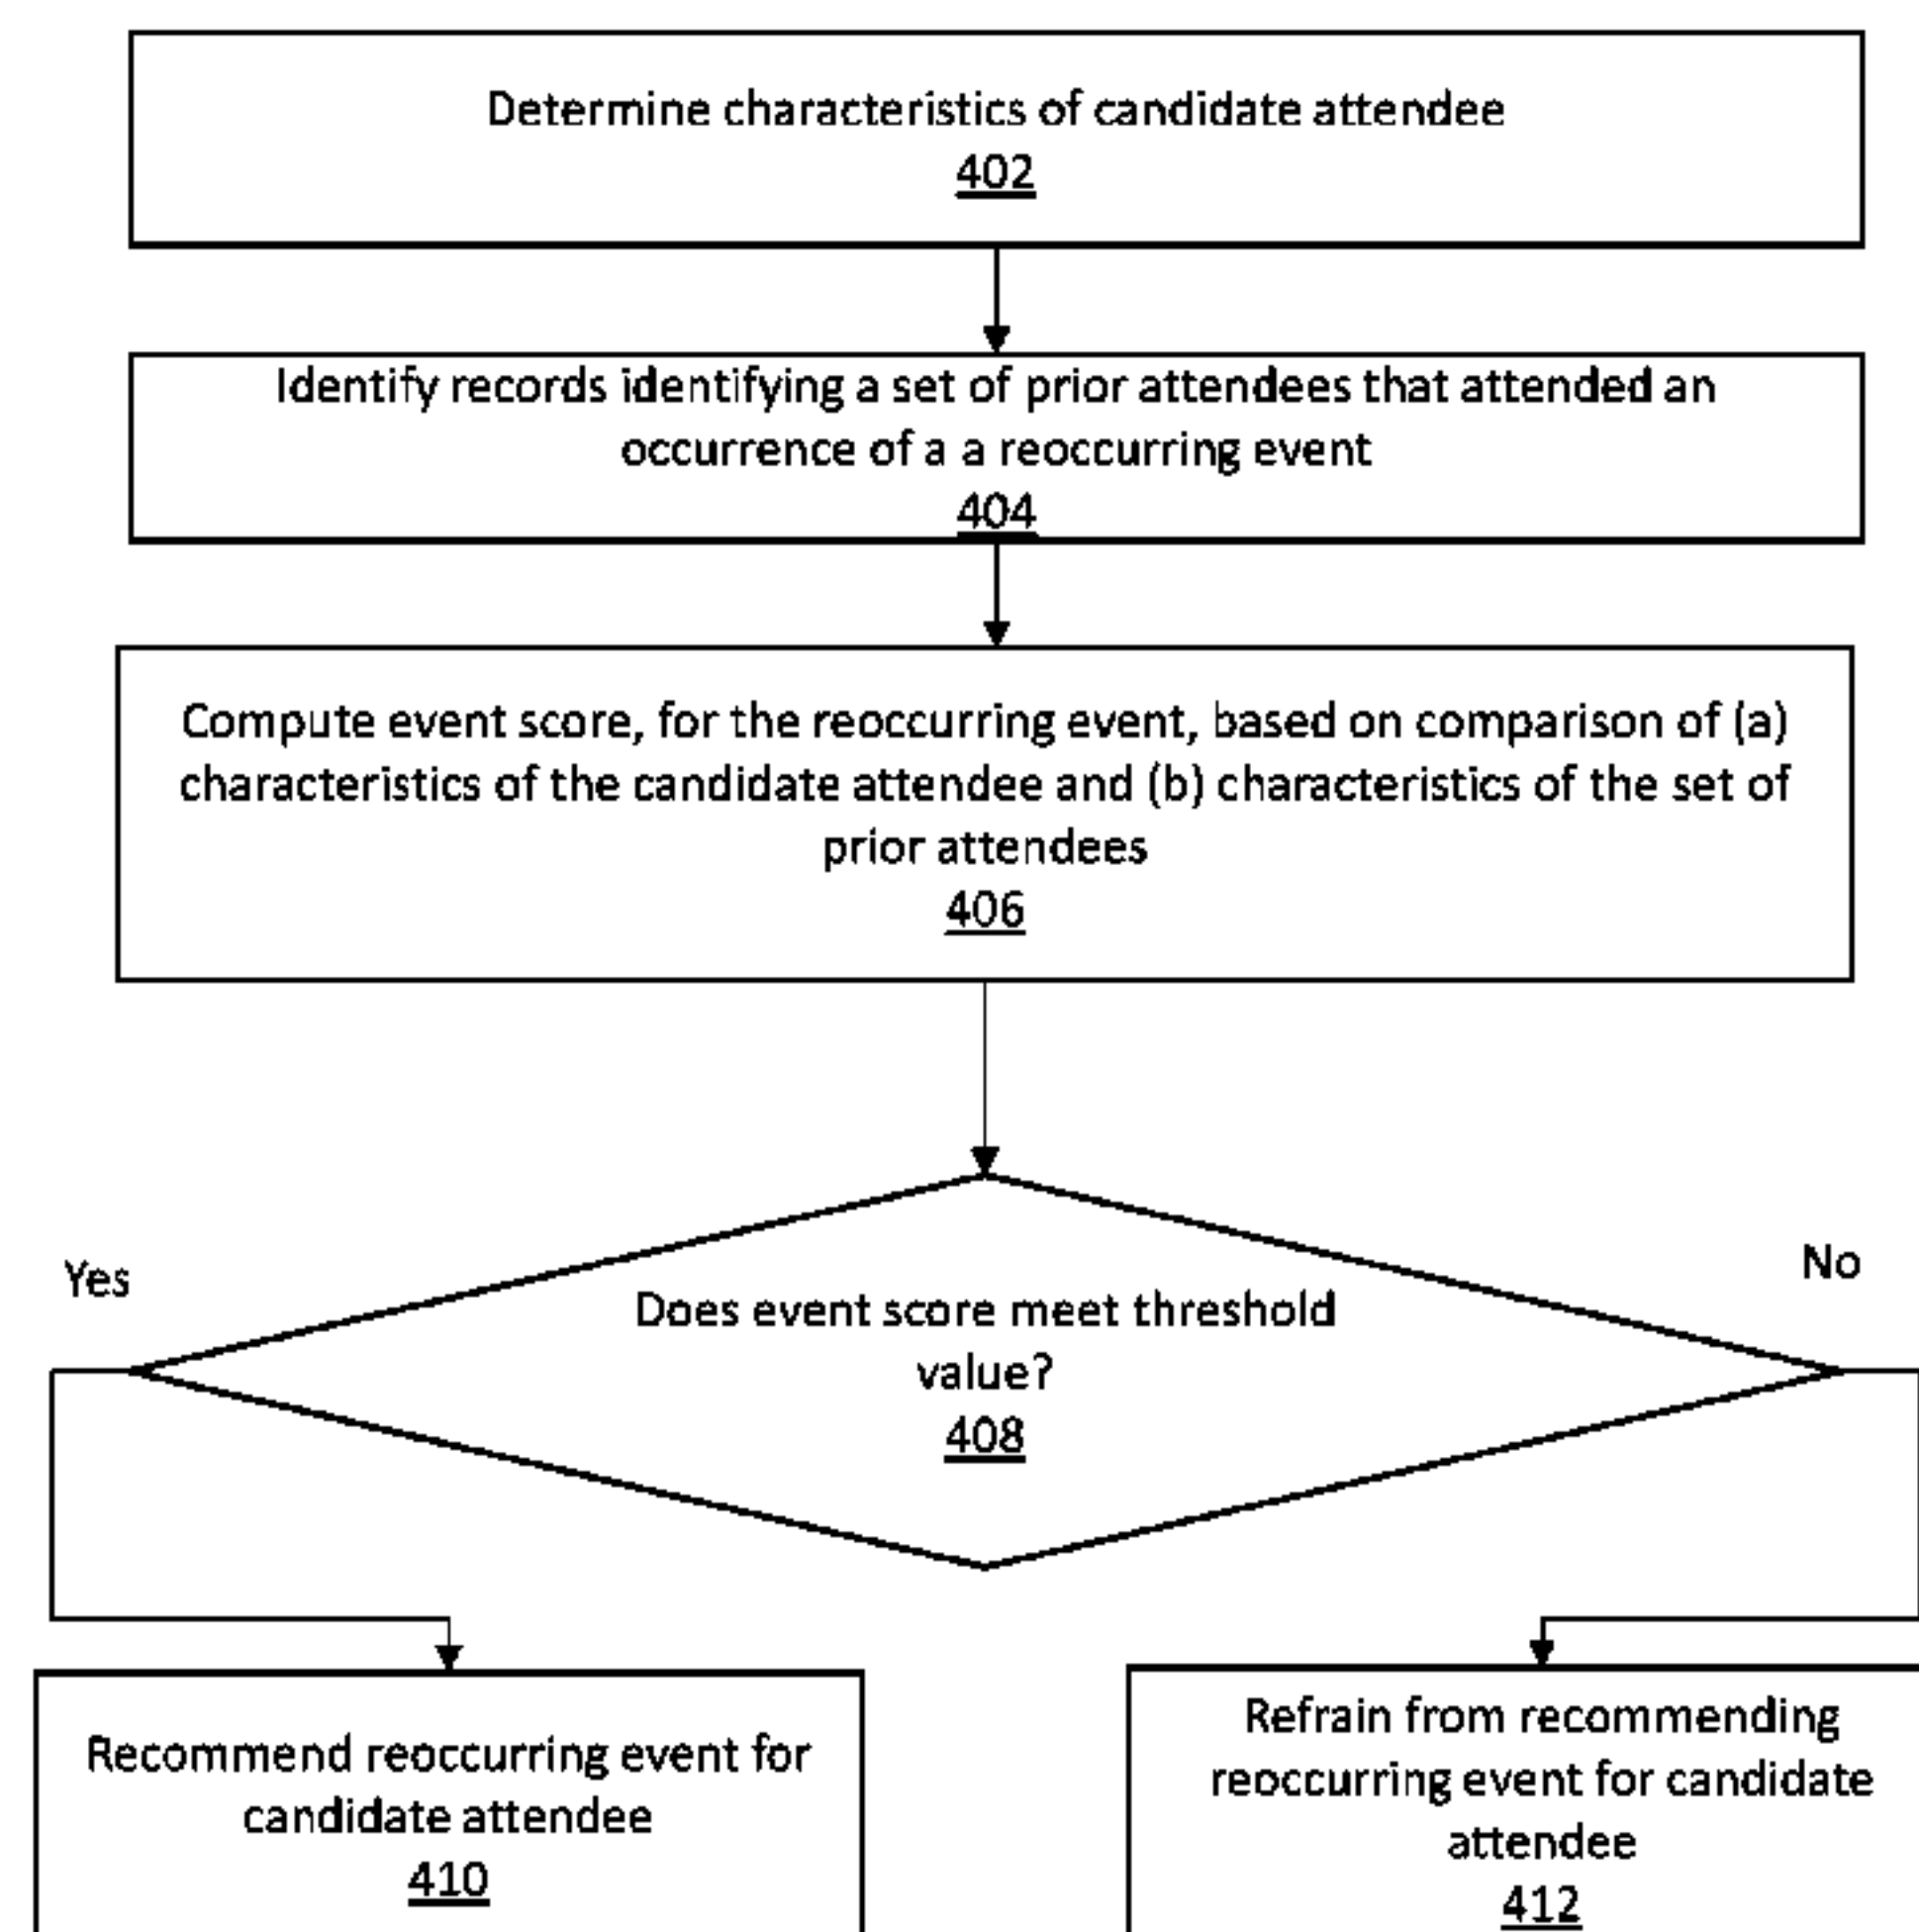 Determine characteristics of candidate attendee
402
Identify records identifying a set of prior attendees that attended an
occurrence of a a reoccurring event
404
Compute event score, for the reoccurring event, based on comparison of (a)
characteristics of the candidate attendee and (b) characteristics of the set of
prior attendees
406
Yes
No
Does event score meet threshold
value?
408
Recommend reoccurring event for
candidate attendee
410
Refrain from recommending
reoccurring event for candidate
attendee
412